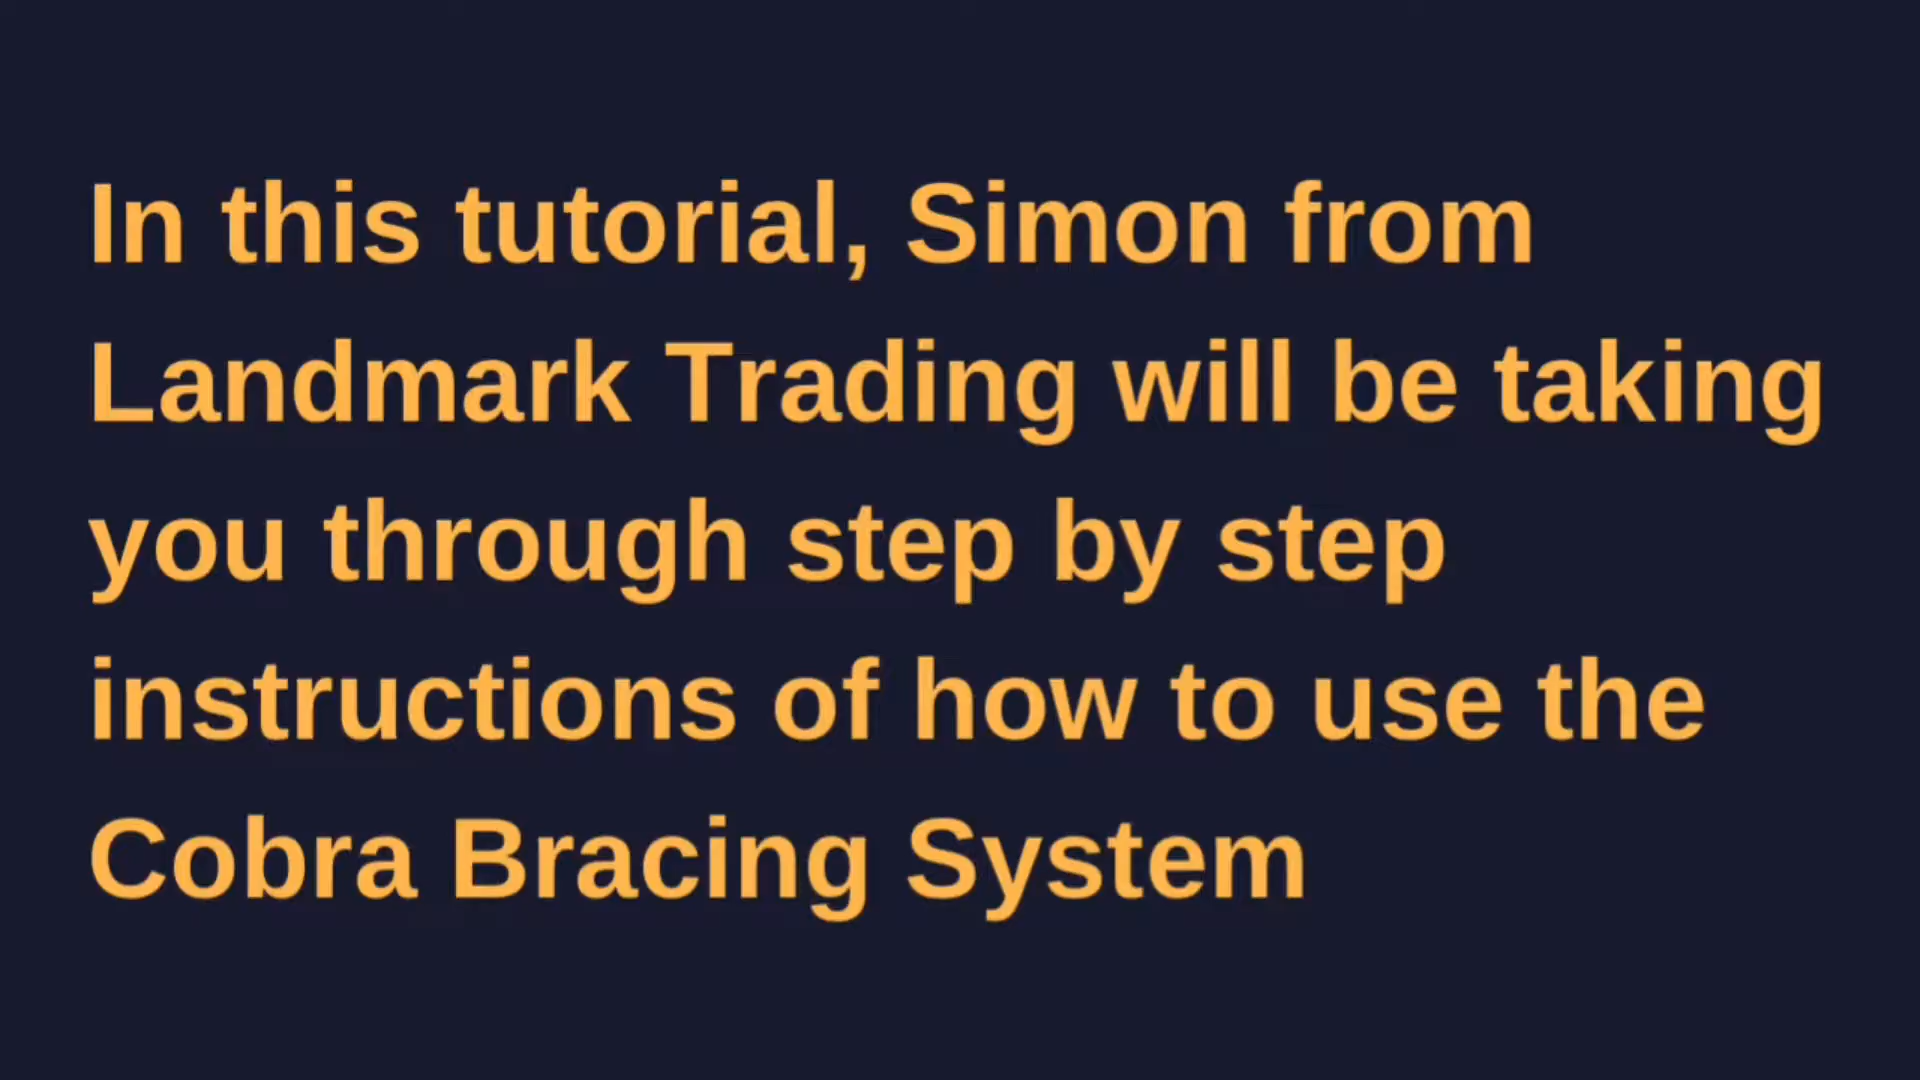 In this tutorial, Simon from
Landmark Trading will be taking
you through step by step
instructions of how to use the
Cobra Bracing System